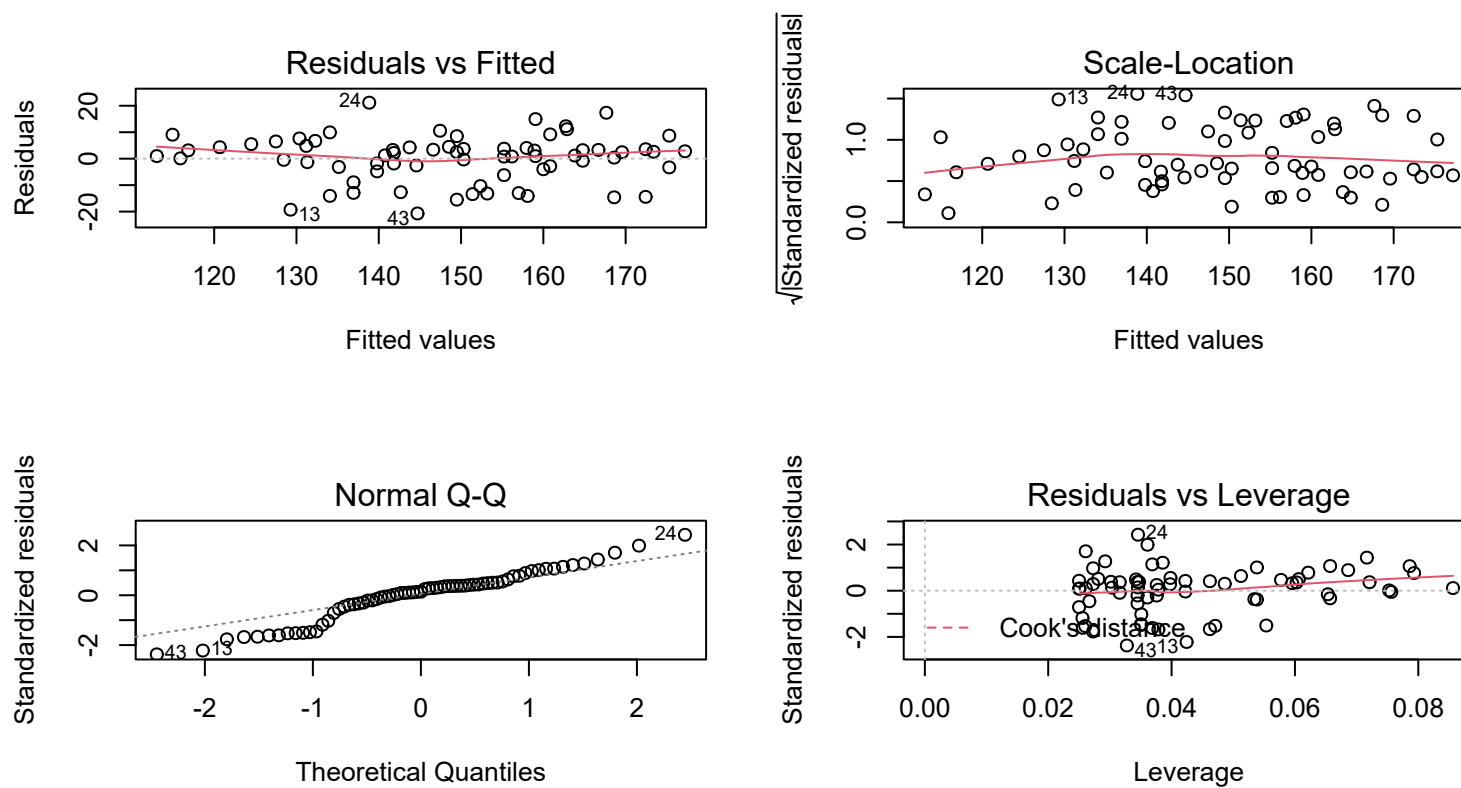 Residuals vs Fitted
Residuals
20
0
-20
24
13
43
120 130 140 150 160 170
Fitted values
Scale-Location
√|Standardized residuals|
1.0
0.0
13
24
43
120 130 140 150 160 170
Fitted values
Normal Q-Q
Standardized residuals
2
0
-2
24
43
13
-2 -1 0 1 2
Theoretical Quantiles
Residuals vs Leverage
Standardized residuals
2
0
-2
24
Cook's distance
43
13
0.00 0.02 0.04 0.06 0.08
Leverage